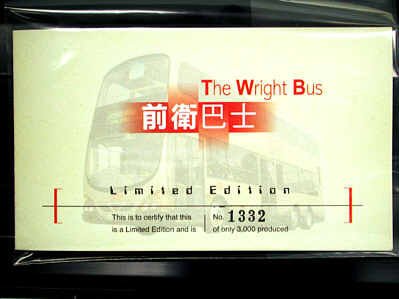 The Wright Bus
前衛巴士
Limited Edition
This is to certify that this
is a Limited Edition and is
No. 1332
of only 3,000 produced